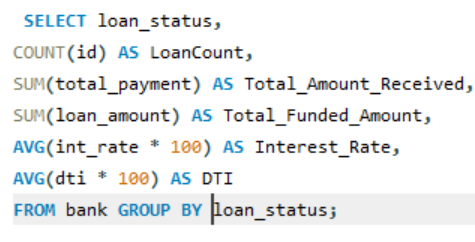 SELECT loan_status,
COUNT(id) AS LoanCount,
SUM(total_payment) AS Total_Amount_Received,
SUM(loan_amount) AS Total_Funded_Amount,
AVG(int_rate * 100) AS Interest_Rate,
AVG(dti * 100) AS DTI
FROM bank GROUP BY loan_status;